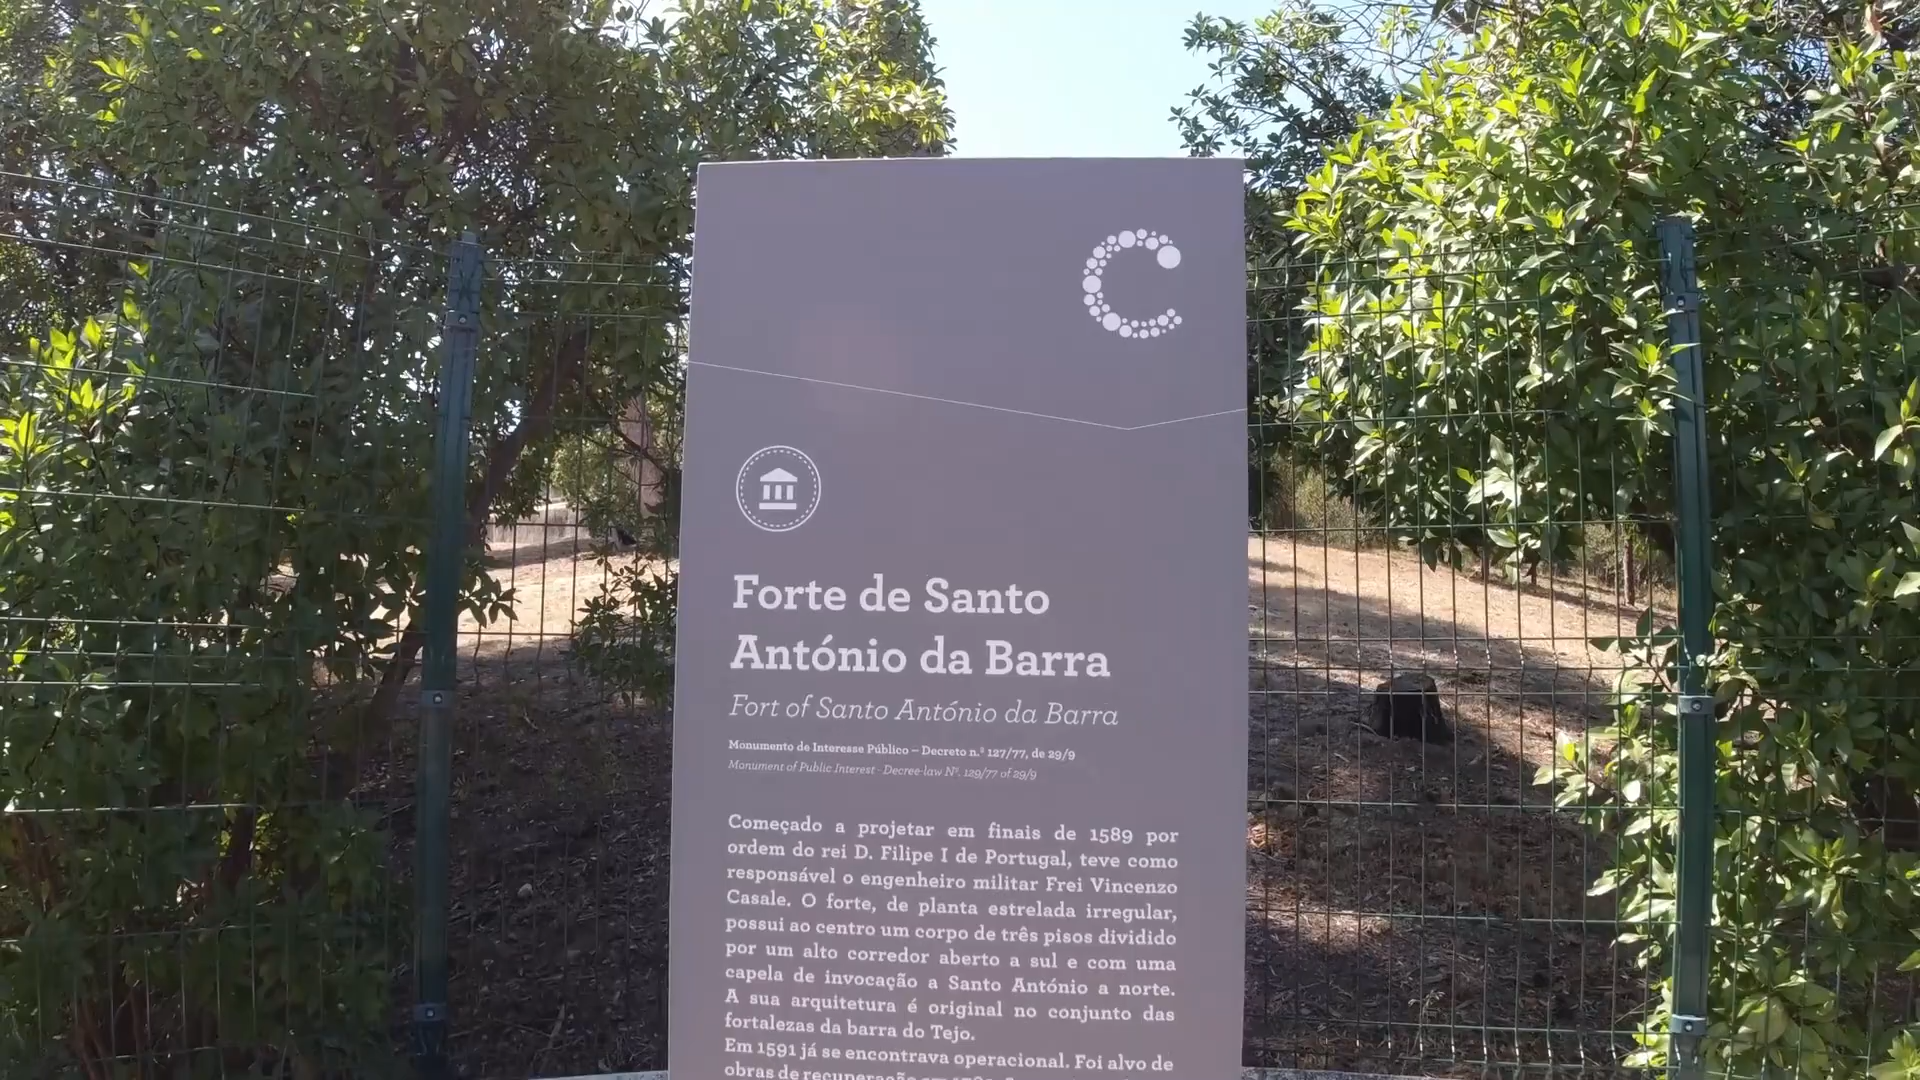 C
Forte de Santo
António da Barra
Fort of Santo António da Barra
Monumento de Interesse Público – Decreto n.º 127/77, de 29/9
Monument of Public Interest - Decree-law Nº. 129/77 of 29/9
Começado a projetar em finais de 1589 por
ordem do rei D. Filipe I de Portugal, teve como
responsável o engenheiro militar Frei Vincenzo
Casale. O forte, de planta estrelada irregular,
possui ao centro um corpo de três pisos dividido
por um alto corredor aberto a sul e com uma
capela de invocação a Santo António a norte.
A sua arquitetura é original no conjunto das
fortalezas da barra do Tejo.
Em 1591 já se encontrava operacional. Foi alvo de
obras de recuperação em